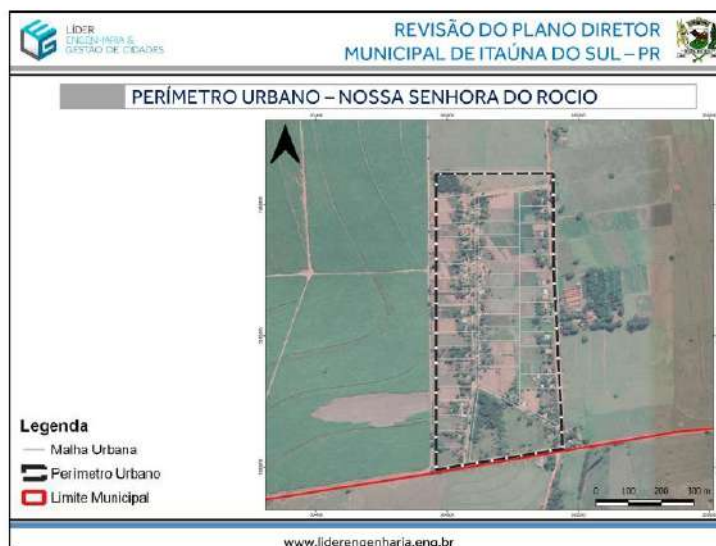 LÍDER
ENGENHARIA &
GESTÃO DE CIDADES
REVISÃO DO PLANO DIRETOR
MUNICIPAL DE ITAÚNA DO SUL – PR
PERÍMETRO URBANO – NOSSA SENHORA DO ROCIO
Legenda
Malha Urbana
Perímetro Urbano
Limite Municipal
0 100 200 300 m
www.liderengenharia.eng.br